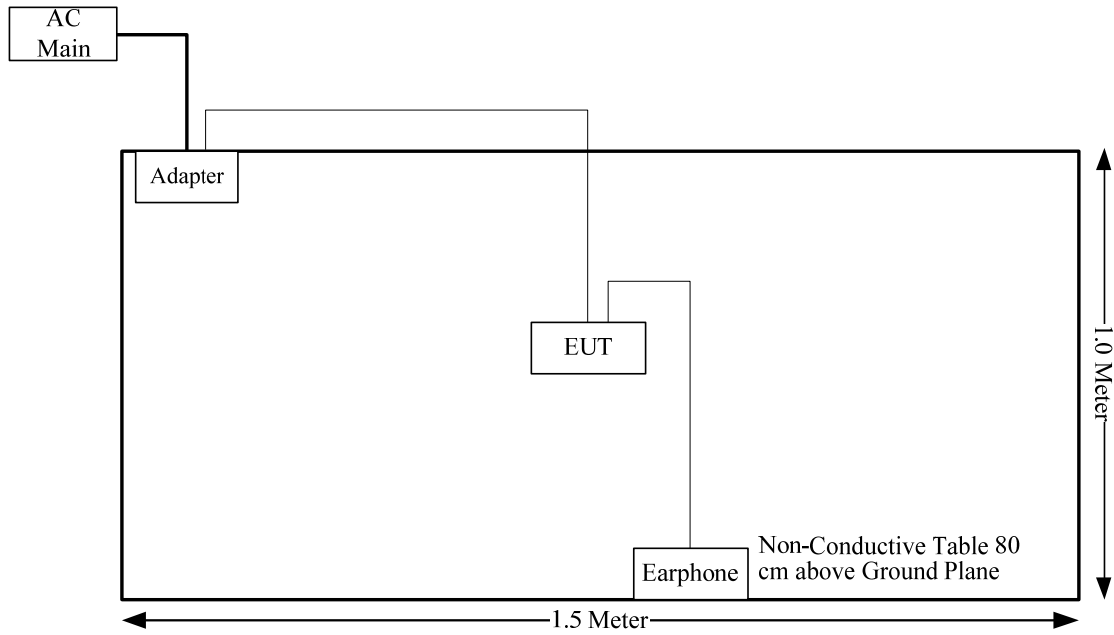 AC
Main
Adapter
EUT
1.0 Meter
Non-Conductive Table 80
cm above Ground Plane
Earphone
1.5 Meter